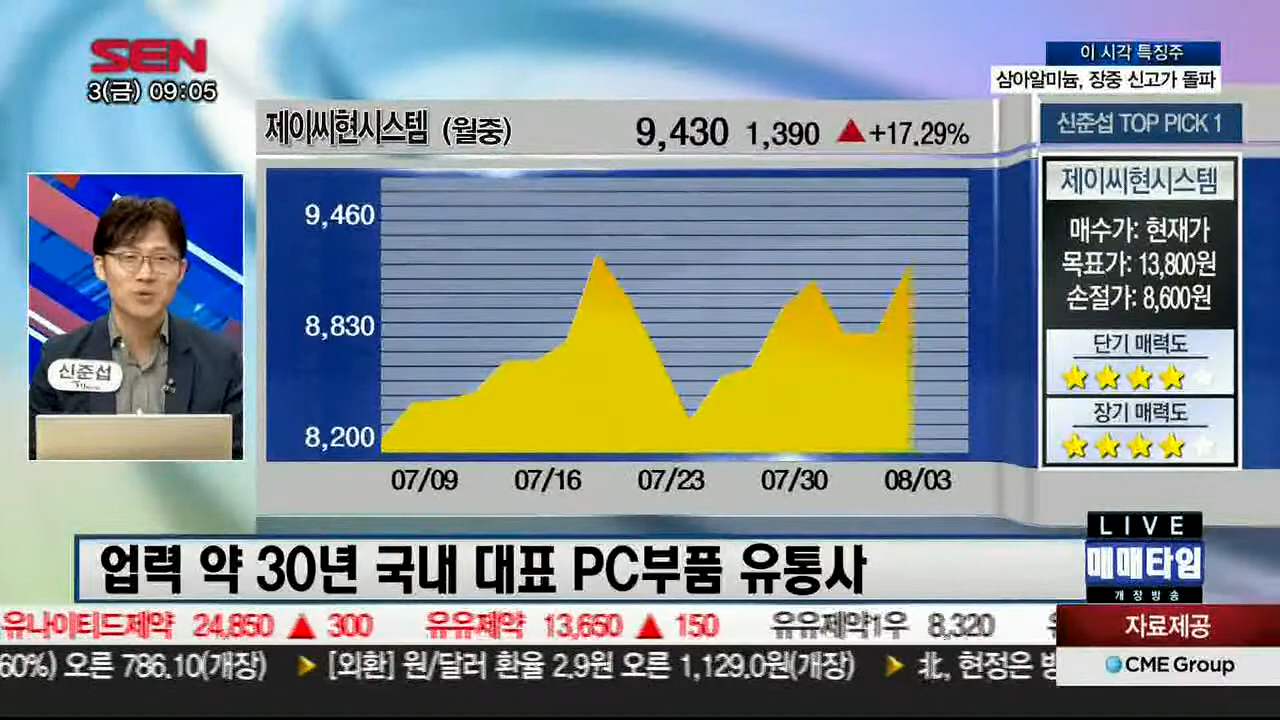 SEN
3(금) 09:05
이 시각 특징주
삼아알미늄, 장중 신고가 돌파
제이씨현시스템 (월중) 9,430 1,390 ▲+17.29%
신준섭 TOP PICK 1
제이씨현시스템
매수가: 현재가
목표가: 13,800원
손절가: 8,600원
단기 매력도
장기 매력도
9,460
8,830
8,200
07/09 07/16 07/23 07/30 08/03
신준섭
업력 약 30년 국내 대표 PC부품 유통사
LIVE
매매타임
개장방송
유나이티드제약 24,850 ▲ 300 유유제약 13,650 ▲ 150 유유제약1우 8,320
자료제공
CME Group
60%) 오른 786.10(개장) [외환] 원/달러 환율 2.9원 오른 1,129.0원(개장) 北, 현정은